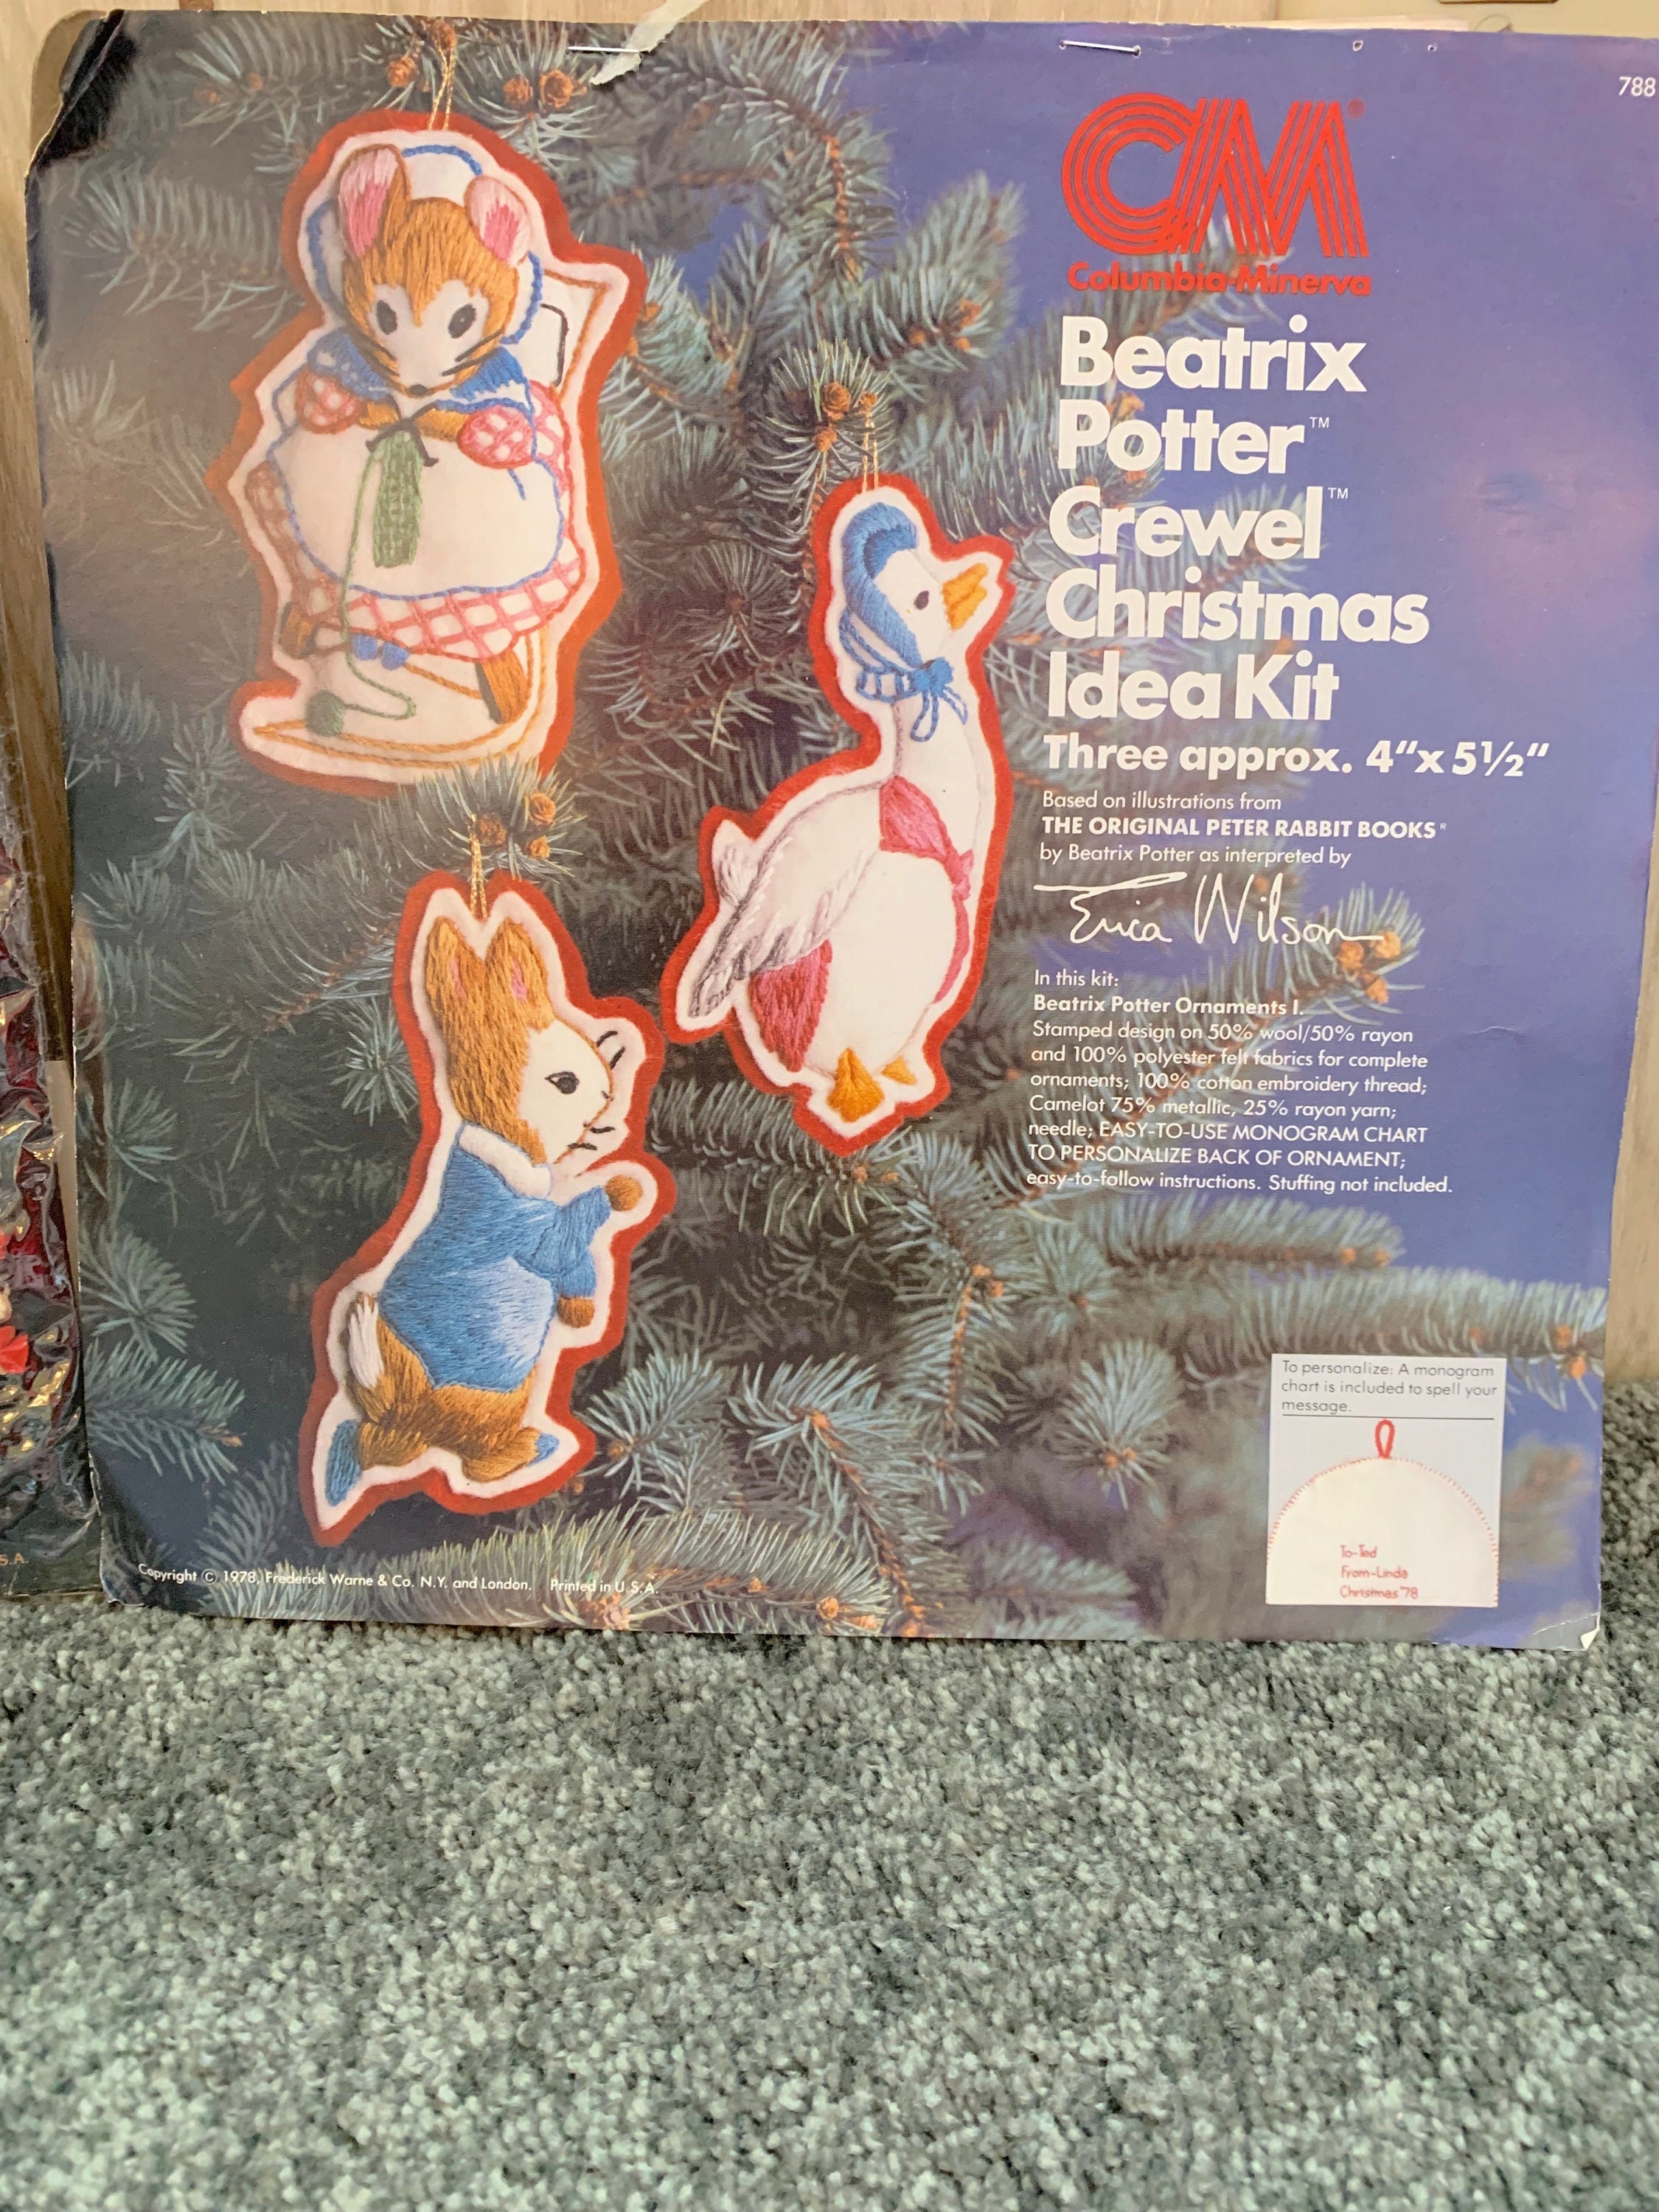 788
CM®
Columbia-Minerva
Beatrix
Potter™
Crewel™
Christmas
Idea Kit
Three approx. 4"x 5½"
Based on illustrations from
THE ORIGINAL PETER RABBIT BOOKS®
by Beatrix Potter as interpreted by
Erica Wilson
In this kit:
Beatrix Potter Ornaments I.
Stamped design on 50% wool/50% rayon
and 100% polyester felt fabrics for complete
ornaments; 100% cotton embroidery thread;
Camelot 75% metallic, 25% rayon yarn;
needle; EASY-TO-USE MONOGRAM CHART
TO PERSONALIZE BACK OF ORNAMENT;
easy-to-follow instructions. Stuffing not included.
To personalize: A monogram
chart is included to spell your
message.
To-Ted
From-Linda
Christmas '78
Copyright © 1978, Frederick Warne & Co. N.Y. and London. Printed in U.S.A.
S.A.